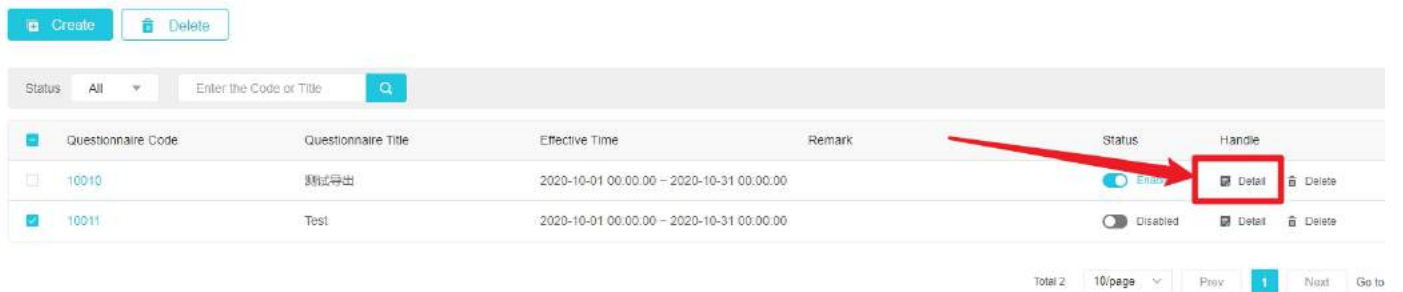 Create Delete
Status All Enter the Code or Title
Questionnaire Code Questionnaire Title Effective Time Remark Status Handle
10010 测试导出 2020-10-01 00:00:00 ~ 2020-10-31 00:00:00 Detail Delete
10011 Test 2020-10-01 00:00:00 ~ 2020-10-31 00:00:00 Disabled Detail Delete
Total 2 10/page Prev 1 Next Go to